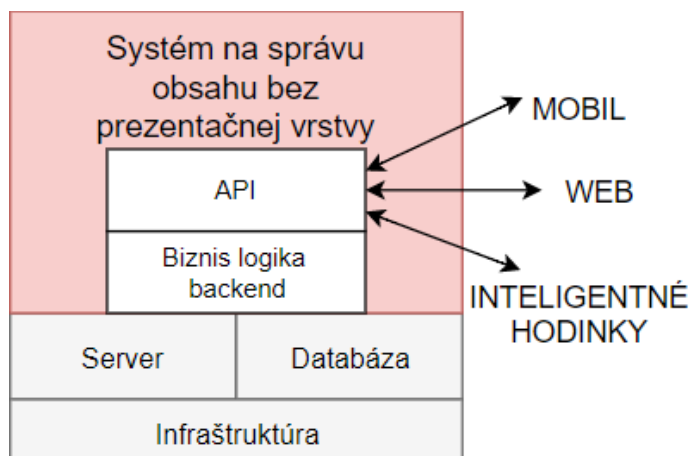 Systém na správu
obsahu bez
prezentačnej vrstvy
API
Biznis logika
backend
Server
Databáza
Infraštruktúra
MOBIL
WEB
INTELIGENTNÉ
HODINKY